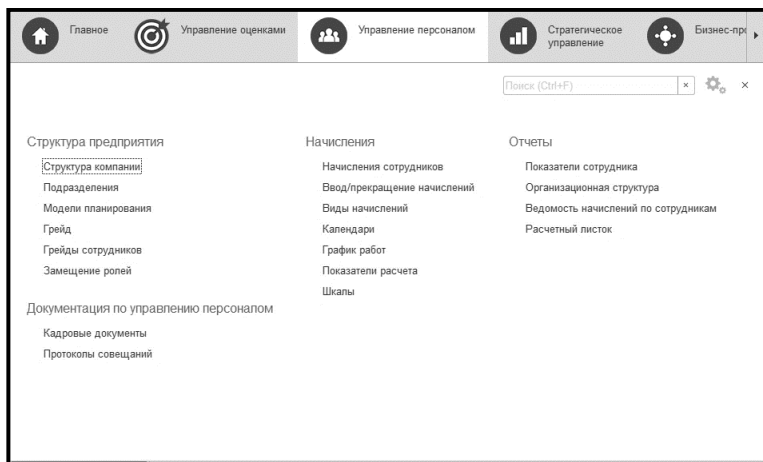 Главное
Управление оценками
Управление персоналом
Стратегическое
управление
Бизнес-про
Поиск (Ctrl+F)
Структура предприятия
Структура компании
Подразделения
Модели планирования
Грейд
Грейды сотрудников
Замещение ролей
Документация по управлению персоналом
Кадровые документы
Протоколы совещаний
Начисления
Начисления сотрудников
Ввод/прекращение начислений
Виды начислений
Календари
График работ
Показатели расчета
Шкалы
Отчеты
Показатели сотрудника
Организационная структура
Ведомость начислений по сотрудникам
Расчетный листок